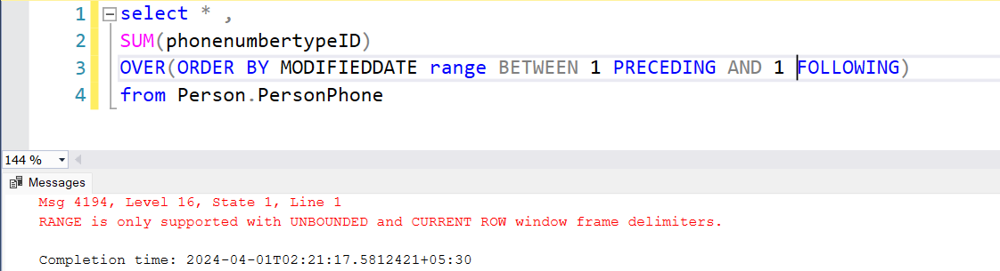 1 select * ,
2 SUM(phonenumbertypeID)
3 OVER(ORDER BY MODIFIEDDATE range BETWEEN 1 PRECEDING AND 1 FOLLOWING)
4 from Person.PersonPhone
144 %
Messages
Msg 4194, Level 16, State 1, Line 1
RANGE is only supported with UNBOUNDED and CURRENT ROW window frame delimiters.
Completion time: 2024-04-01T02:21:17.5812421+05:30